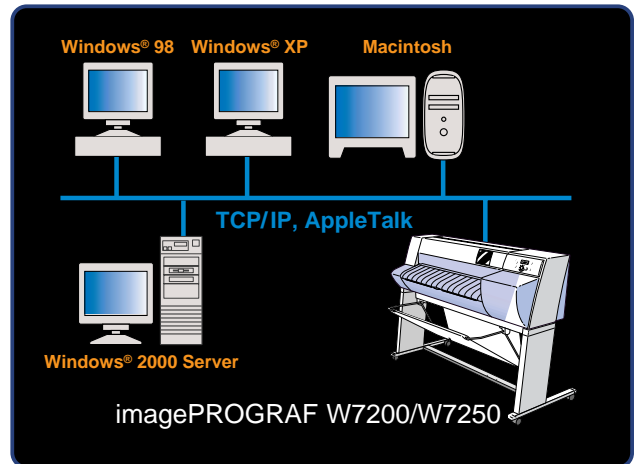 Windows® 98 Windows® XP Macintosh
TCP/IP, AppleTalk
Windows® 2000 Server
imagePROGRAF W7200/W7250